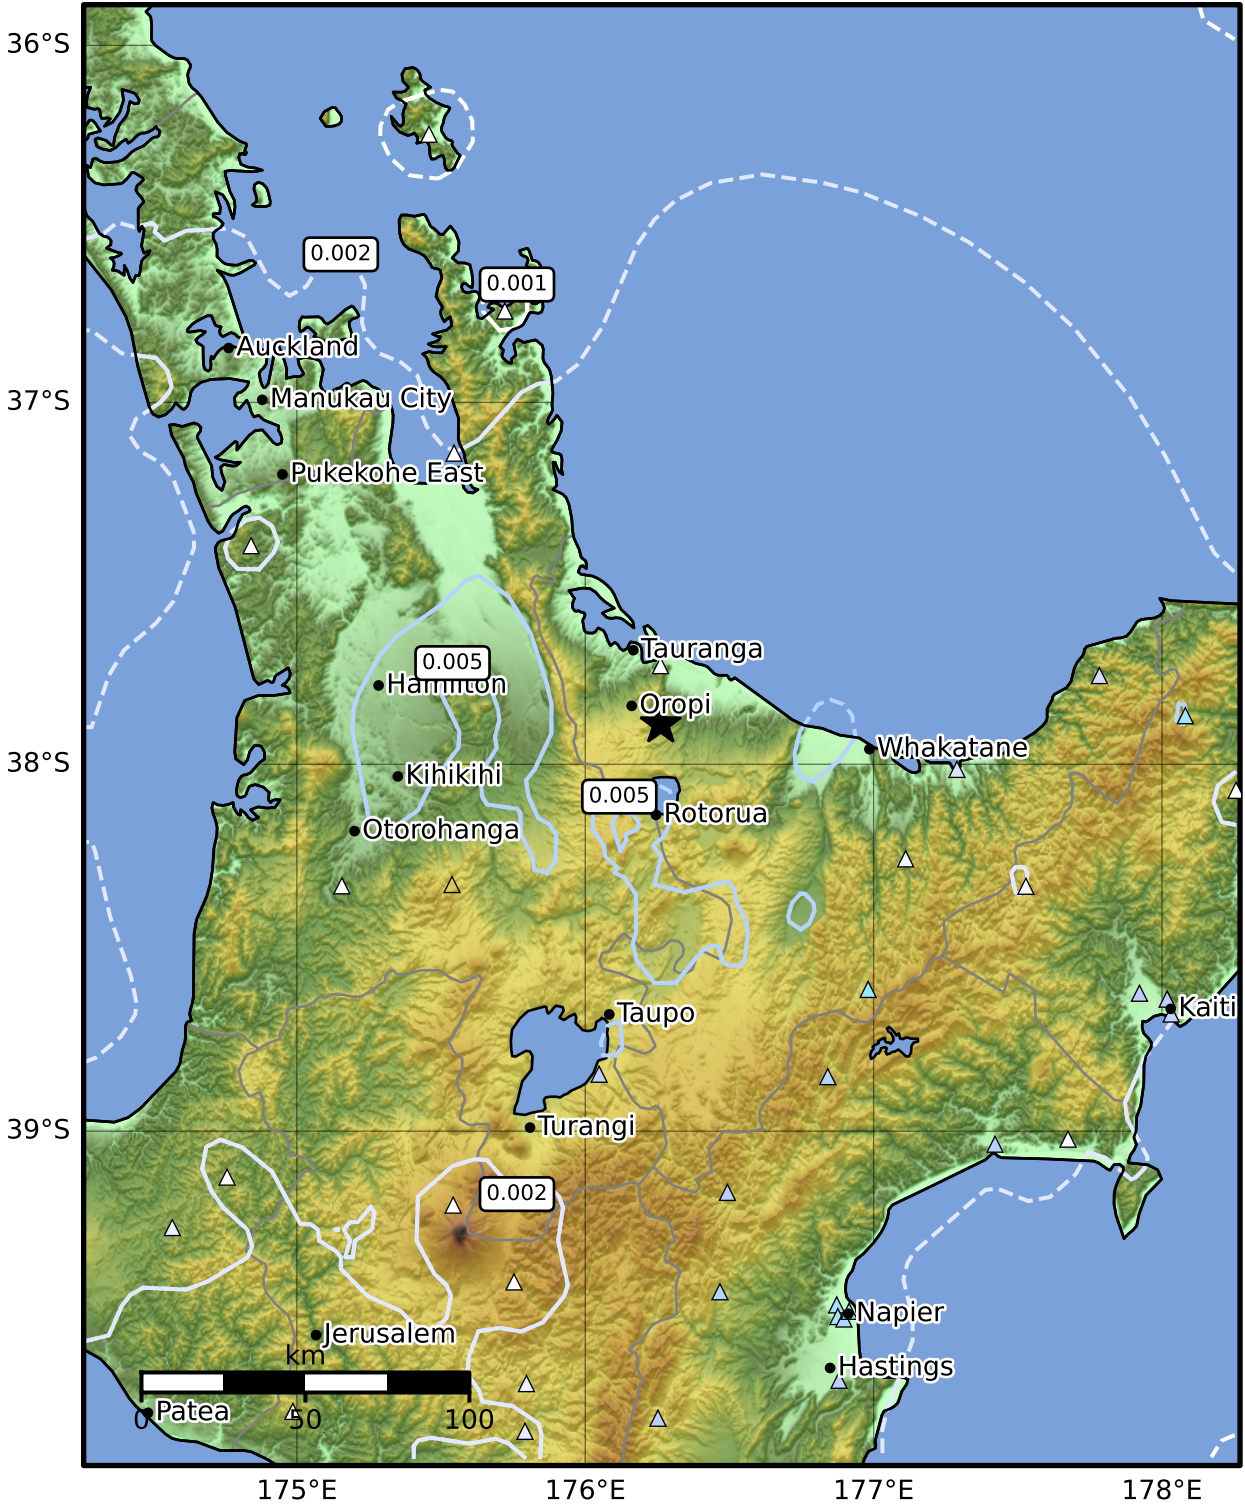 36°S
0.002
0.001
Auckland
37°S
Manukau City
Pukekohe East
Tauranga
0.005
Hamilton
Oropi
38°S
Whakatane
Kihikihi
0.005
Rotorua
Otorohanga
Taupo
Kaiti
39°S
Turangi
0.002
Napier
Jerusalem
km
Hastings
Patea
0 50 100
175°E 176°E 177°E 178°E